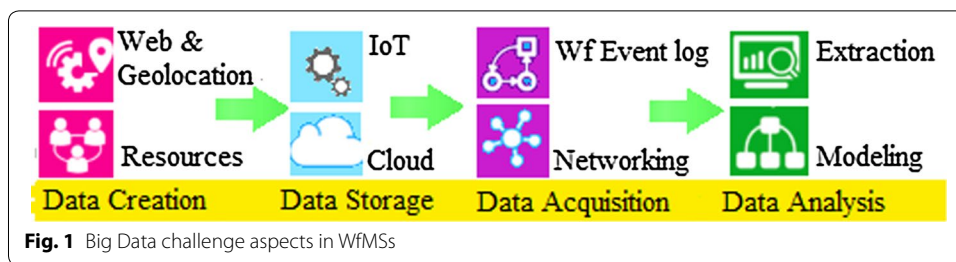 Web & Geolocation
Resources
IoT
Cloud
Wf Event log
Networking
Extraction
Modeling
Data Creation
Data Storage
Data Acquisition
Data Analysis
Fig. 1 Big Data challenge aspects in WfMSs